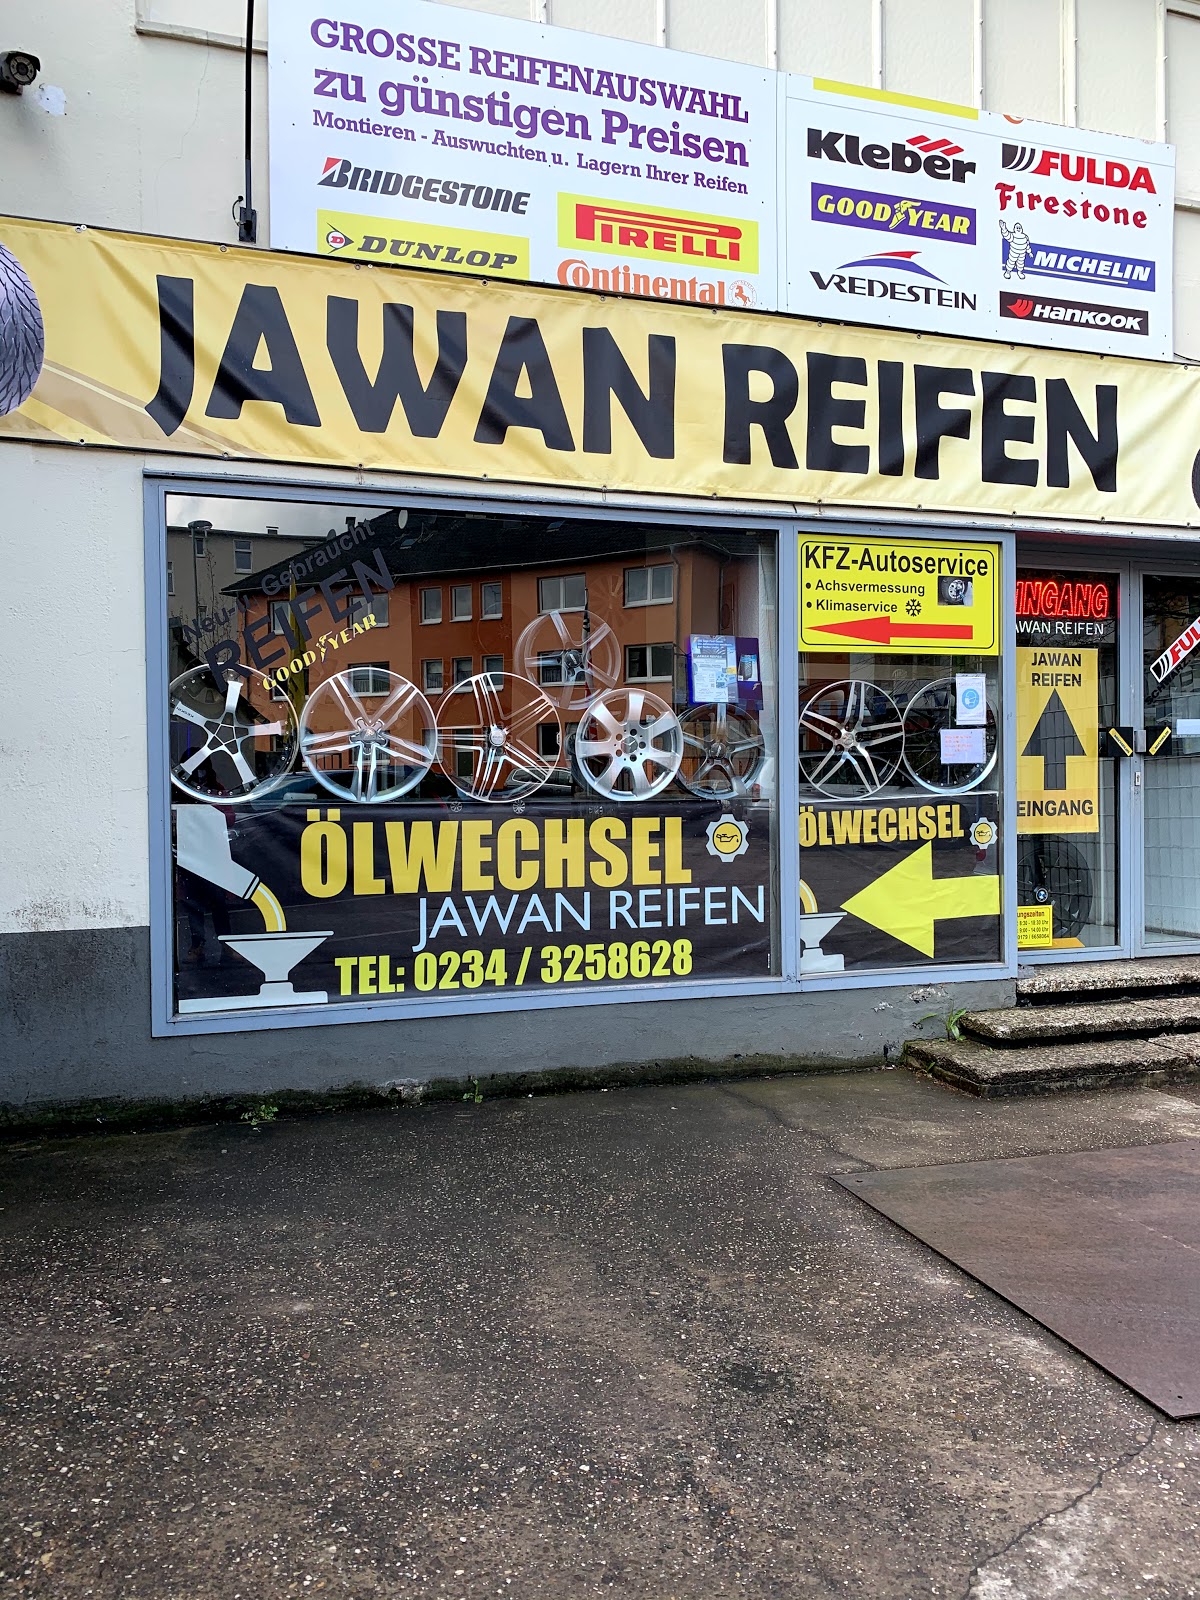 GROSSE REIFENAUSWAHL
zu günstigen Preisen
Montieren - Auswuchten u. Lagern Ihrer Reifen
BRIDGESTONE
DUNLOP
PIRELLI
Continental
Kleber
FULDA
GOODYEAR
Firestone
VREDESTEIN
MICHELIN
HANKOOK
JAWAN REIFEN
Neu- u. Gebraucht
REIFEN
GOODYEAR
KFZ-Autoservice
• Achsvermessung
• Klimaservice
EINGANG
JAWAN REIFEN
JAWAN
REIFEN
EINGANG
FUL
ÖLWECHSEL
JAWAN REIFEN
TEL: 0234 / 3258628
ÖLWECHSEL